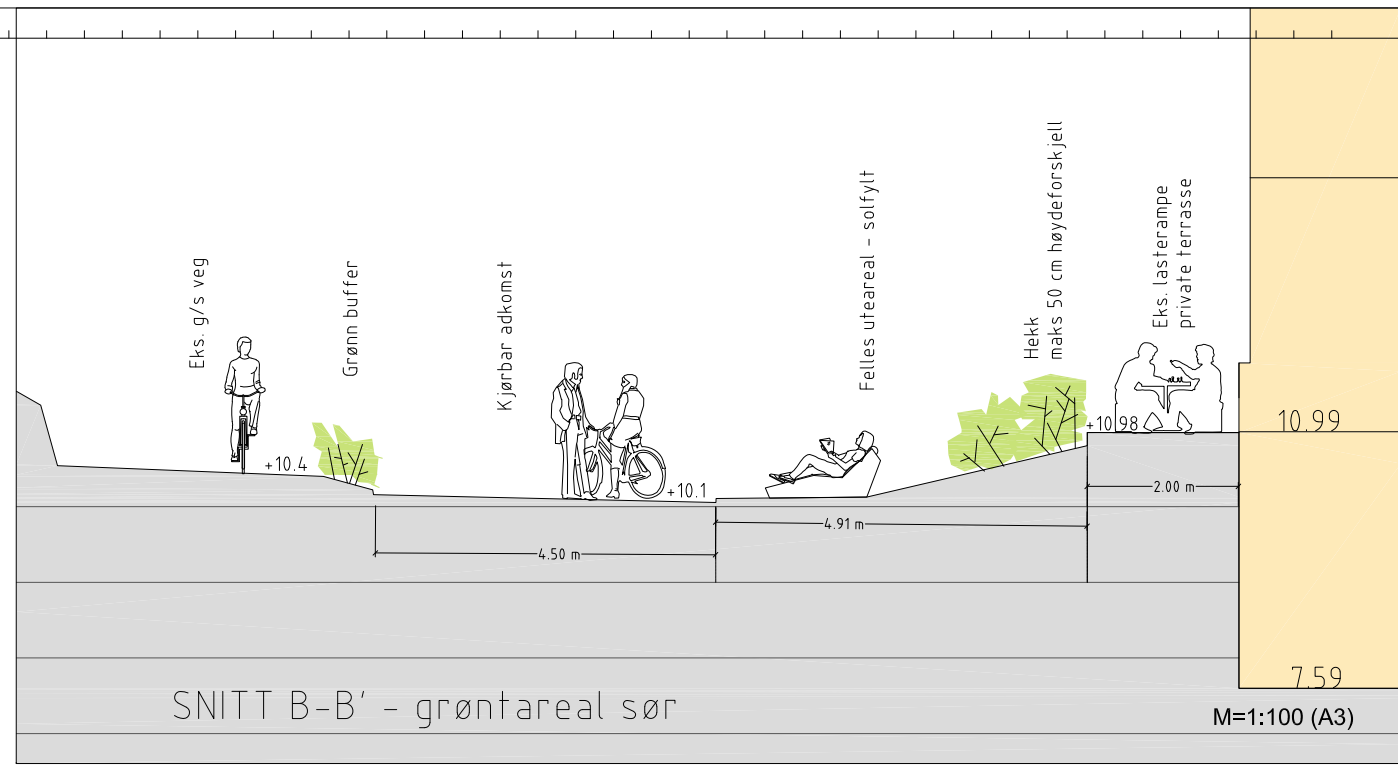 Eks. g/s veg
Grønn buffer
Kjørbar adkomst
Felles uteareal - solfylt
Hekk
maks 50 cm høydeforskjell
Eks. lasterampe
private terrasse
+10.4
+10.1
+10.98
10.99
2.00 m
4.91 m
4.50 m
7.59
SNITT B-B' - grøntareal sør
M=1:100 (A3)